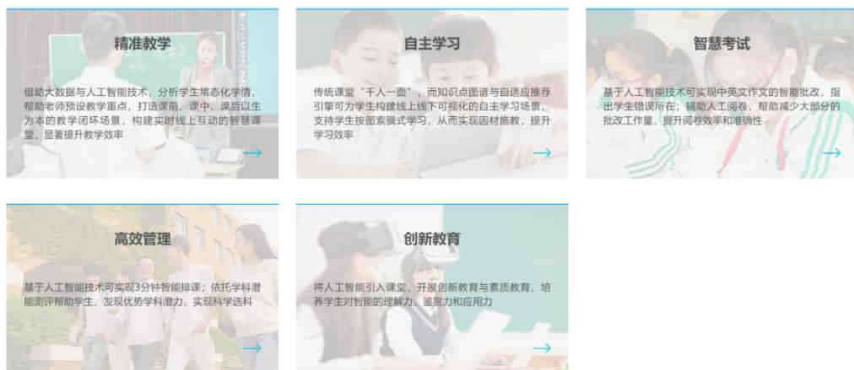 精准教学
借助大数据与人工智能技术，分析学生常态化学情，
帮助老师预设教学重点，打造课前、课中、课后以生
为本的教学闭环场景，构建实时线上互动的智慧课
堂，显著提升教学效率
自主学习
传统课堂“千人一面”，而知识点图谱与自适应推荐
引擎可为学生构建线上线下可视化的自主学习场景，
支持学生按图索骥式学习，从而实现因材施教，提升
学习效率
智慧考试
基于人工智能技术可实现中英文作文的智能批改，指
出学生错误所在；辅助人工阅卷，帮助减少大部分的
批改工作量，提升阅卷效率和准确性
高效管理
基于人工智能技术可实现3分钟智能排课；依托学科潜
能测评帮助学生，发现优势学科潜力，实现科学选科
创新教育
将人工智能引入课堂，开展创新教育与素质教育，培
养学生对智能的理解力、鉴赏力和应用力